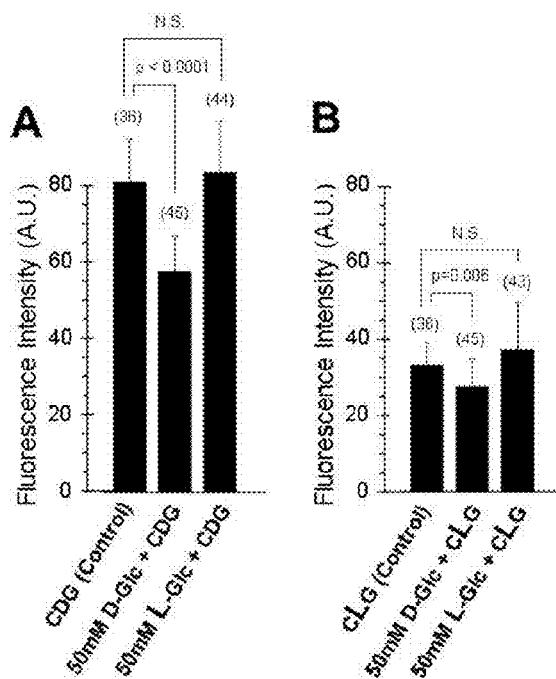 A
N.S.
p < 0.0001
(36)
(45)
(44)
Fluorescence Intensity (A.U.)
80
60
40
20
0
CDG (Control)
50mM D-Glc + CDG
50mM L-Glc + CDG
B
N.S.
p=0.006
(36)
(45)
(43)
Fluorescence Intensity (A.U.)
80
60
40
20
0
CLG (Control)
50mM D-Glc + CLG
50mM L-Glc + CLG